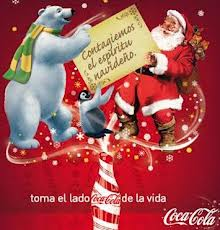 Contagiemos
el espíritu
navideño.
toma el lado Coca-Cola de la vida
Coca-Cola